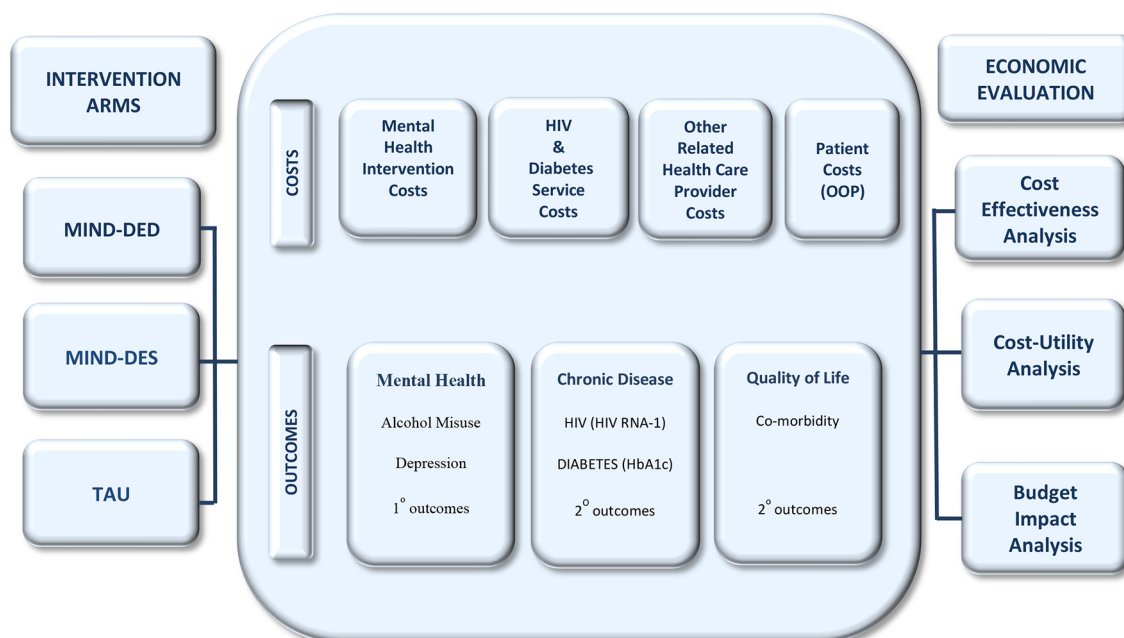 INTERVENTION
ARMS
MIND-DED
MIND-DES
TAU
COSTS
Mental
Health
Intervention
Costs
HIV
&
Diabetes
Service
Costs
Other
Related
Health Care
Provider
Costs
Patient
Costs
(OOP)
OUTCOMES
Mental Health
Alcohol Misuse
Depression
1° outcomes
Chronic Disease
HIV (HIV RNA-1)
DIABETES (HbA1c)
2° outcomes
Quality of Life
Co-morbidity
2° outcomes
ECONOMIC
EVALUATION
Cost
Effectiveness
Analysis
Cost-Utility
Analysis
Budget
Impact
Analysis